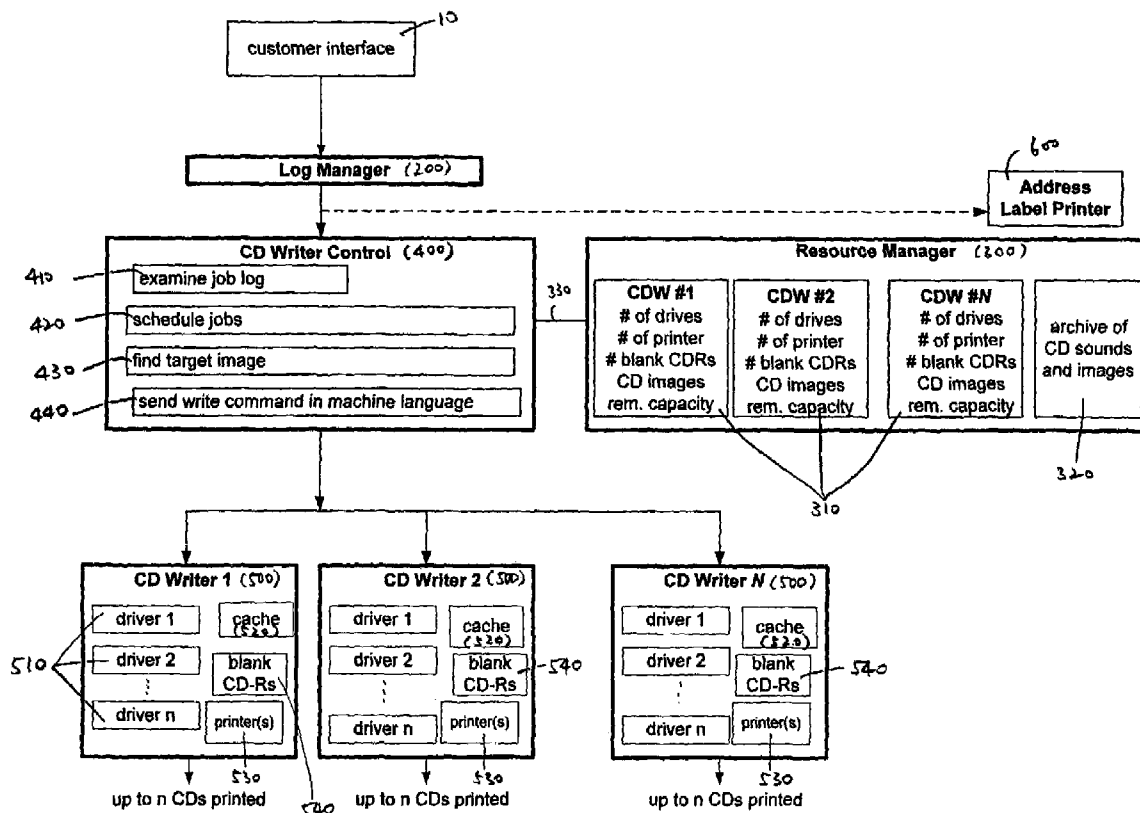 10
customer interface
600
Log Manager (200)
Address
Label Printer
CD Writer Control (400)
Resource Manager (300)
410
examine job log
330
CDW #1
# of drives
# of printer
# blank CDRs
CD images
rem. capacity
CDW #2
# of drives
# of printer
# blank CDRs
CD images
rem. capacity
CDW #N
# of drives
# of printer
# blank CDRs
CD images
rem. capacity
archive of
CD sounds
and images
420
schedule jobs
430
find target image
440
send write command in machine language
310
320
CD Writer 1 (500)
driver 1
cache
(520)
510
driver 2
blank
CD-Rs
driver n
printer(s)
530
540
up to n CDs printed
CD Writer 2 (500)
driver 1
cache
(520)
driver 2
blank
CD-Rs
540
driver n
printer(s)
530
up to n CDs printed
CD Writer N (500)
driver 1
cache
(520)
driver 2
blank
CD-Rs
540
driver n
printer(s)
530
up to n CDs printed